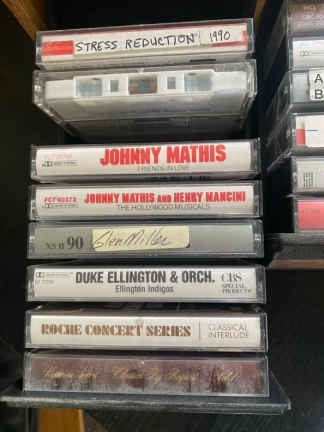 STRESS REDUCTION 1990
JOHNNY MATHIS
FRIENDS IN LOVE
JOHNNY MATHIS AND HENRY MANCINI
THE HOLLYWOOD MUSICALS
XS II 90 Glen Miller
DUKE ELLINGTON & ORCH.
Ellington Indigos
CBS
SPECIAL
PRODUCTS
ROCHE CONCERT SERIES
CLASSICAL
INTERLUDE
A
B